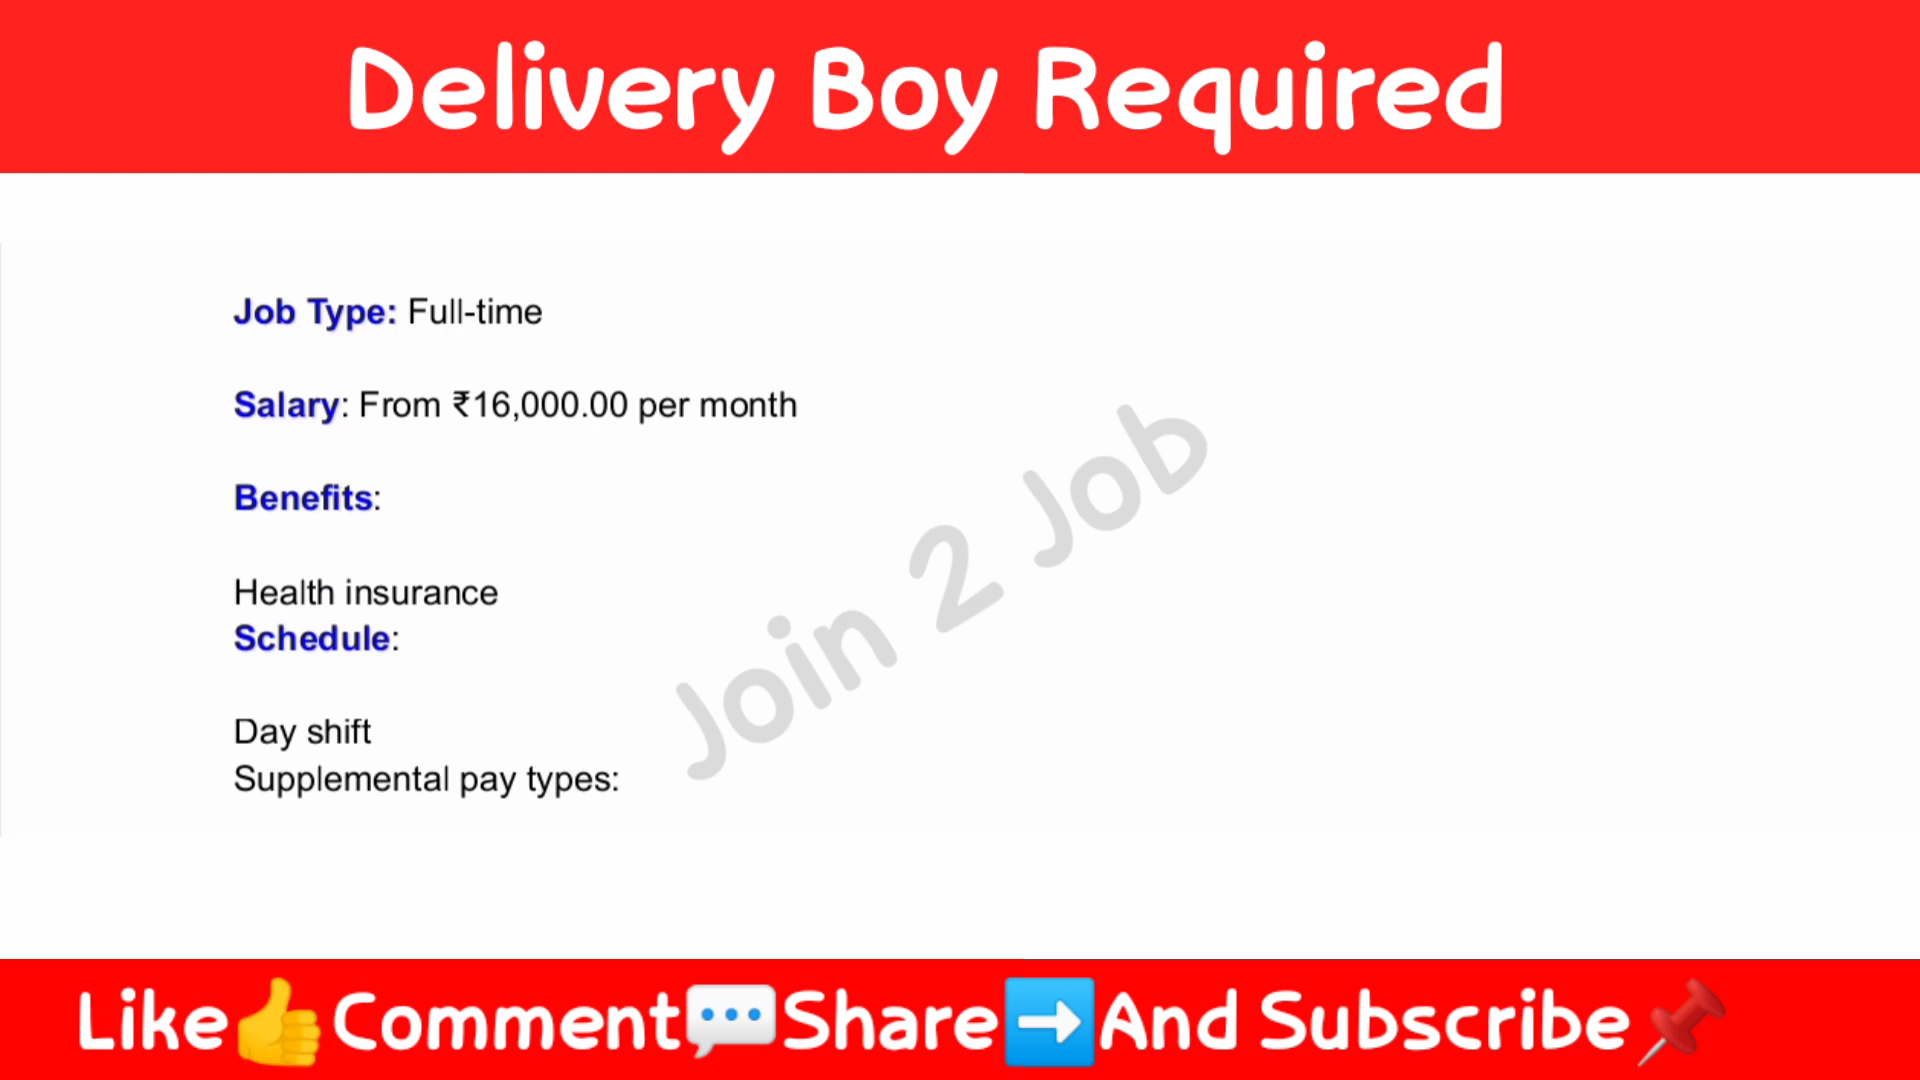 Delivery Boy Required
Job Type: Full-time
Salary: From ₹16,000.00 per month
Benefits:
Health insurance
Schedule:
Day shift
Supplemental pay types:
Join 2 Job
Like👍Comment💬Share➡️And Subscribe📌